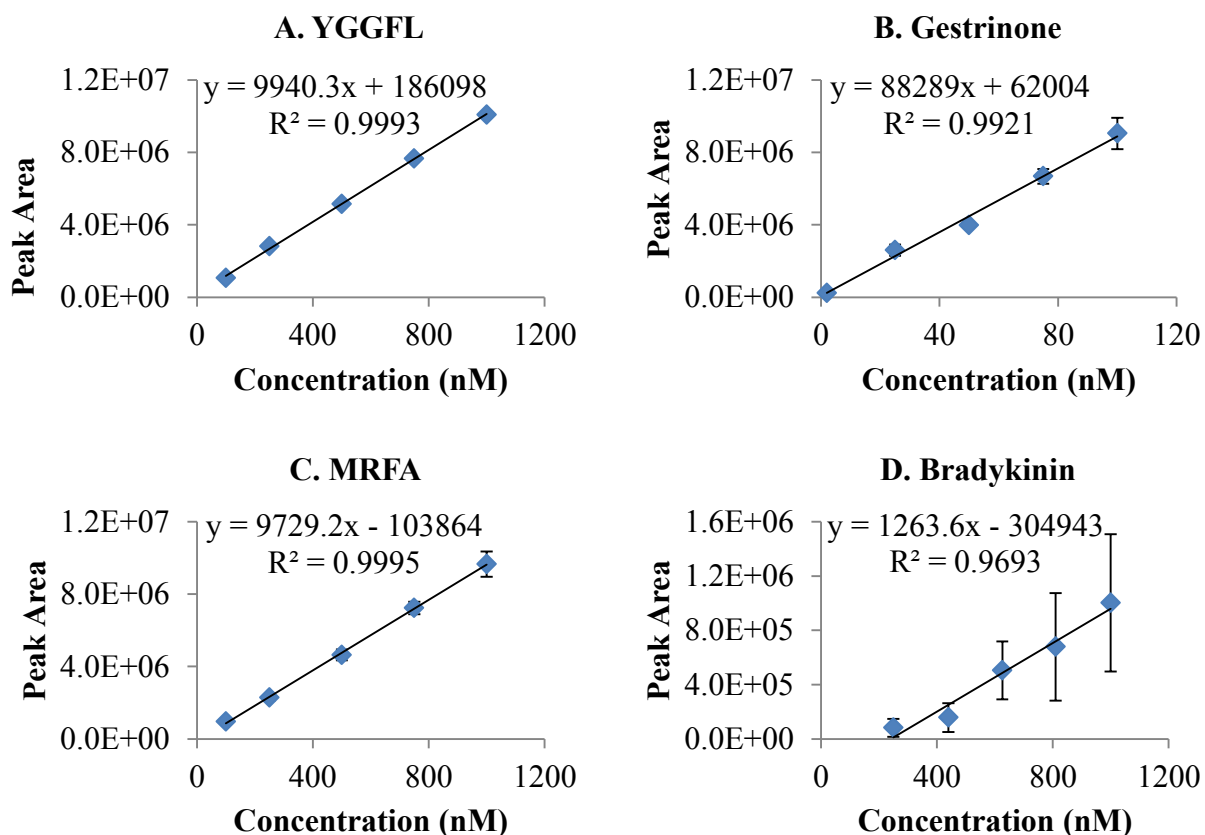 A. YGGFL
1.2E+07
8.0E+06
4.0E+06
0.0E+00
y = 9940.3x + 186098
R² = 0.9993
Peak Area
0 400 800 1200
Concentration (nM)
B. Gestrinone
1.2E+07
8.0E+06
4.0E+06
0.0E+00
y = 88289x + 62004
R² = 0.9921
Peak Area
0 40 80 120
Concentration (nM)
C. MRFA
1.2E+07
8.0E+06
4.0E+06
0.0E+00
y = 9729.2x - 103864
R² = 0.9995
Peak Area
0 400 800 1200
Concentration (nM)
D. Bradykinin
1.6E+06
1.2E+06
8.0E+05
4.0E+05
0.0E+00
y = 1263.6x - 304943
R² = 0.9693
Peak Area
0 400 800 1200
Concentration (nM)